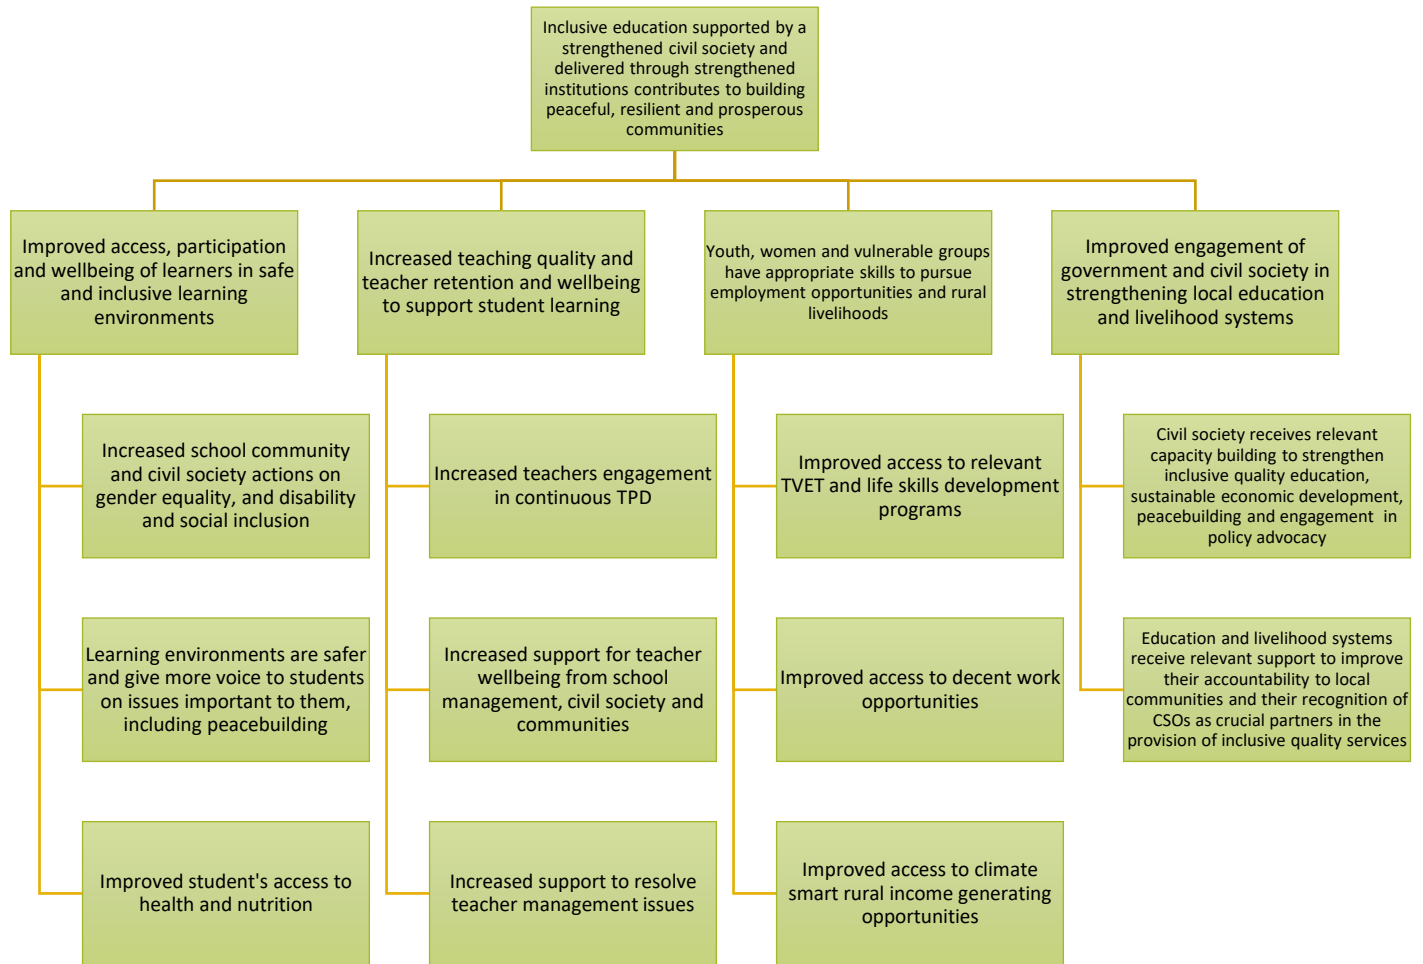 Inclusive education supported by a
strengthened civil society and
delivered through strengthened
institutions contributes to building
peaceful, resilient and prosperous
communities
Improved access, participation
and wellbeing of learners in safe
and inclusive learning
environments
Increased school community
and civil society actions on
gender equality, and disability
and social inclusion
Learning environments are safer
and give more voice to students
on issues important to them,
including peacebuilding
Improved student's access to
health and nutrition
Increased teaching quality and
teacher retention and wellbeing
to support student learning
Increased teachers engagement
in continuous TPD
Increased support for teacher
wellbeing from school
management, civil society and
communities
Increased support to resolve
teacher management issues
Youth, women and vulnerable groups
have appropriate skills to pursue
employment opportunities and rural
livelihoods
Improved access to relevant
TVET and life skills development
programs
Improved access to decent work
opportunities
Improved access to climate
smart rural income generating
opportunities
Improved engagement of
government and civil society in
strengthening local education
and livelihood systems
Civil society receives relevant
capacity building to strengthen
inclusive quality education,
sustainable economic development,
peacebuilding and engagement  in
policy advocacy
Education and livelihood systems
receive relevant support to improve
their accountability to local
communities and their recognition of
CSOs as crucial partners in the
provision of inclusive quality services